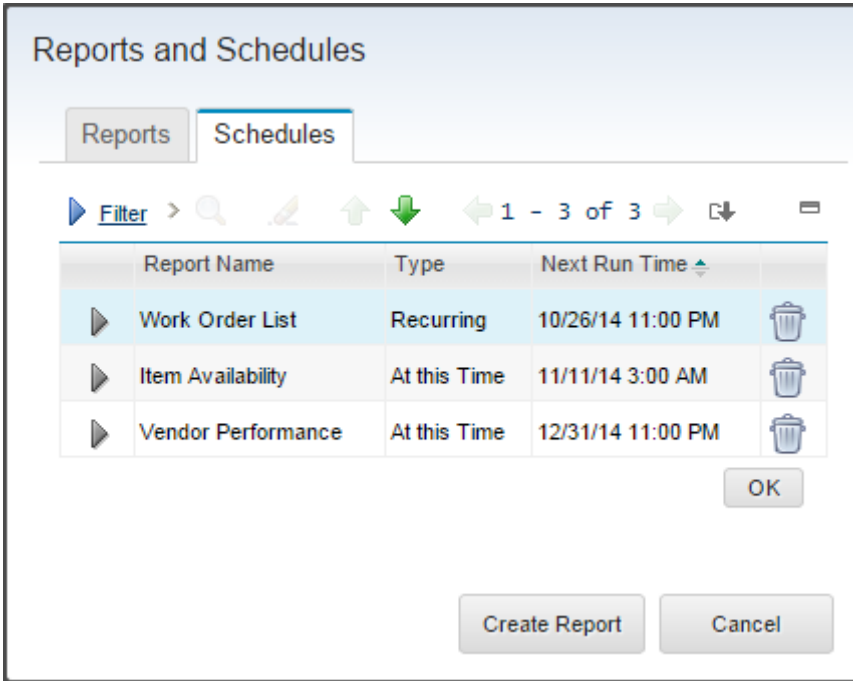 Reports and Schedules
Reports Schedules
Filter > 1 - 3 of 3
Report Name Type Next Run Time
Work Order List Recurring 10/26/14 11:00 PM
Item Availability At this Time 11/11/14 3:00 AM
Vendor Performance At this Time 12/31/14 11:00 PM
OK
Create Report Cancel